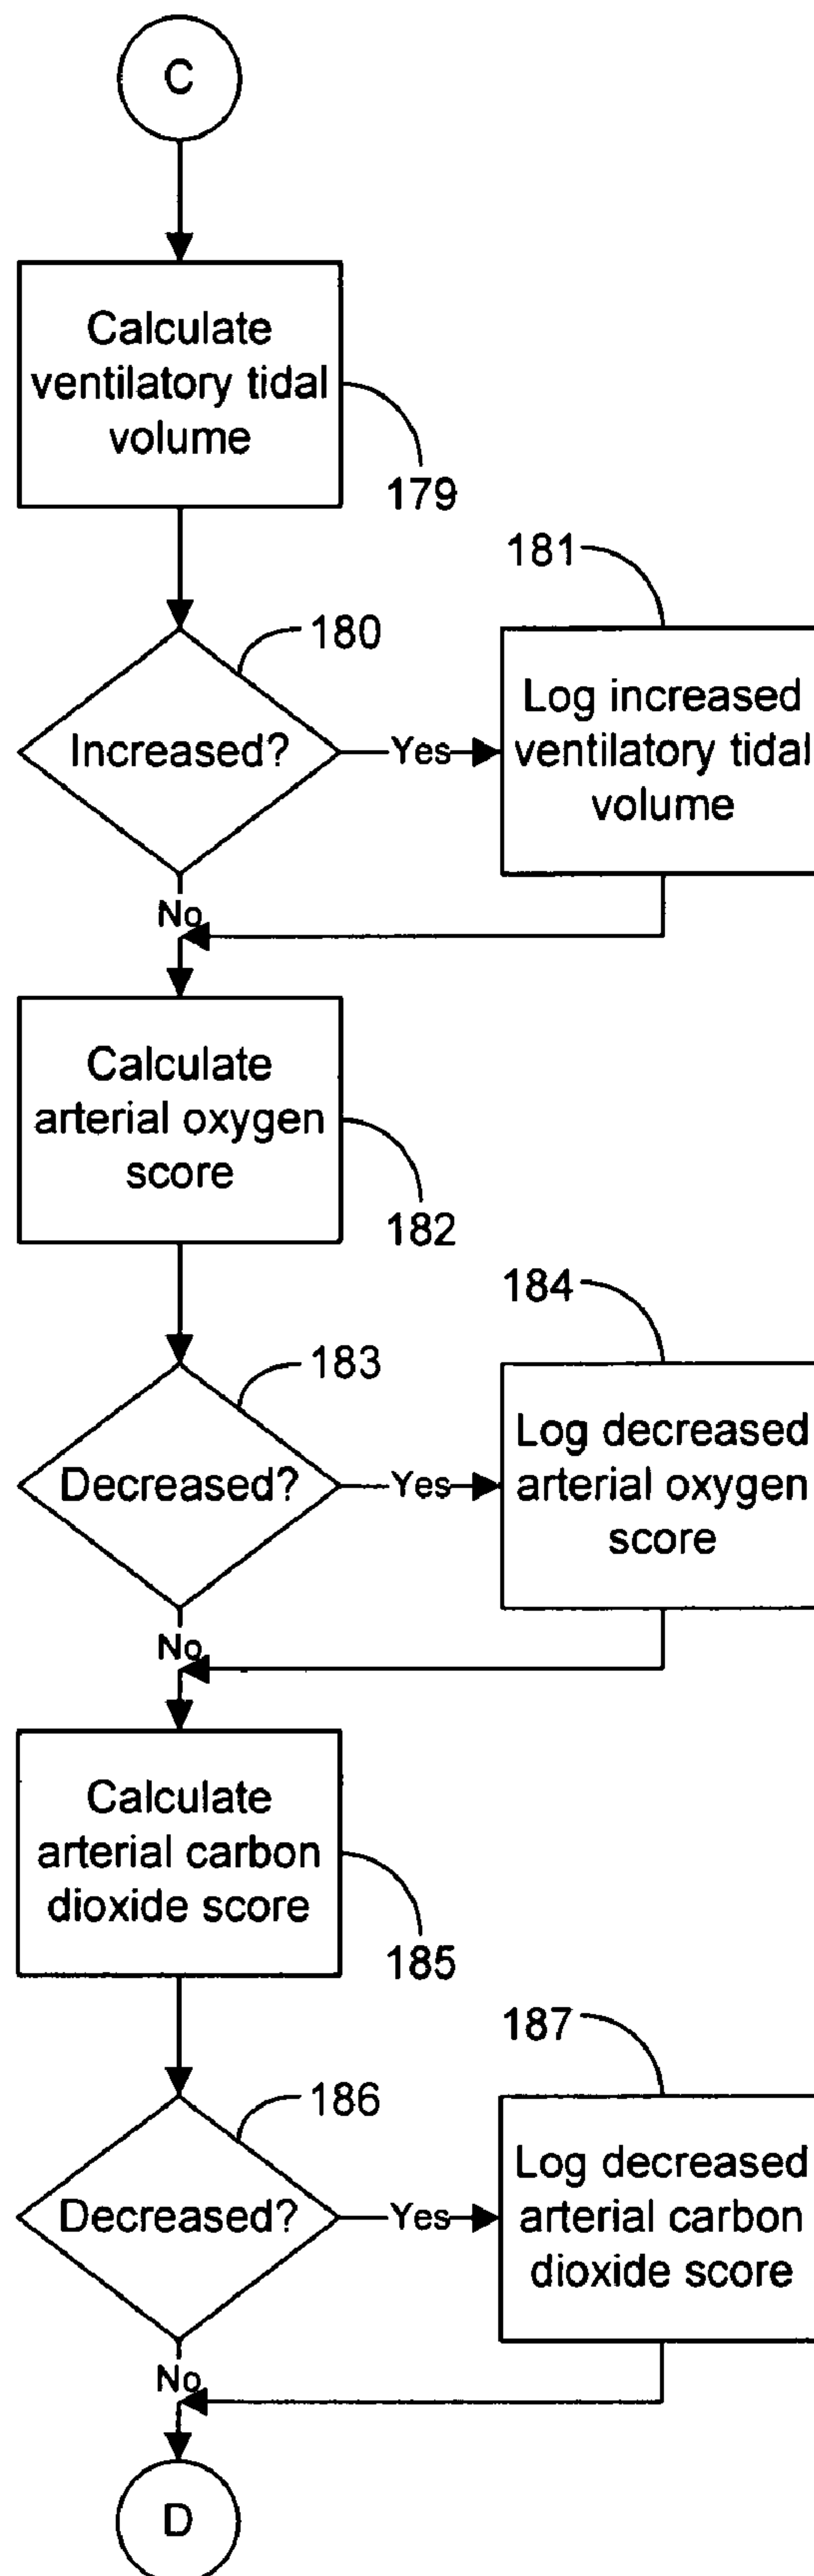 C
Calculate
ventilatory tidal
volume
179
180
Increased?
Yes
181
Log increased
ventilatory tidal
volume
No
Calculate
arterial oxygen
score
182
183
Decreased?
Yes
184
Log decreased
arterial oxygen
score
No
Calculate
arterial carbon
dioxide score
185
186
Decreased?
Yes
187
Log decreased
arterial carbon
dioxide score
No
D